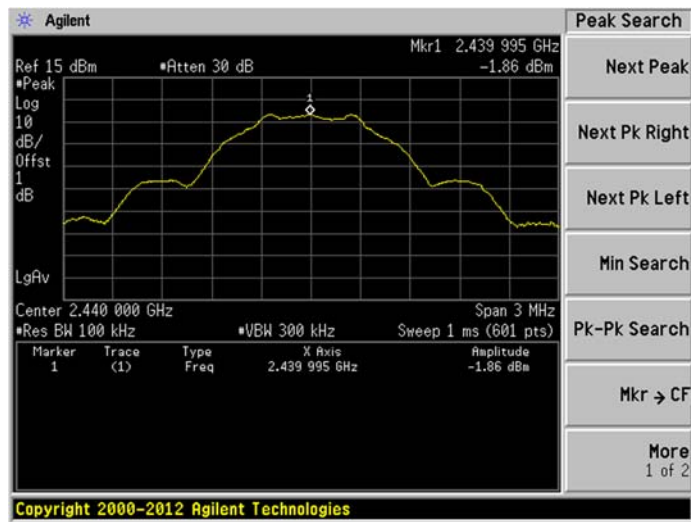 Agilent
Peak Search
Mkr1 2.439 995 GHz
Ref 15 dBm
Atten 30 dB
-1.86 dBm
Peak
Log
10
dB/
Offst
1
dB
LgAv
1
Center 2.440 000 GHz
Span 3 MHz
Res BW 100 kHz
VBW 300 kHz
Sweep 1 ms (601 pts)
Marker Trace Type X Axis Amplitude
1 (1) Freq 2.439 995 GHz -1.86 dBm
Next Peak
Next Pk Right
Next Pk Left
Min Search
Pk-Pk Search
Mkr → CF
More
1 of 2
Copyright 2000-2012 Agilent Technologies